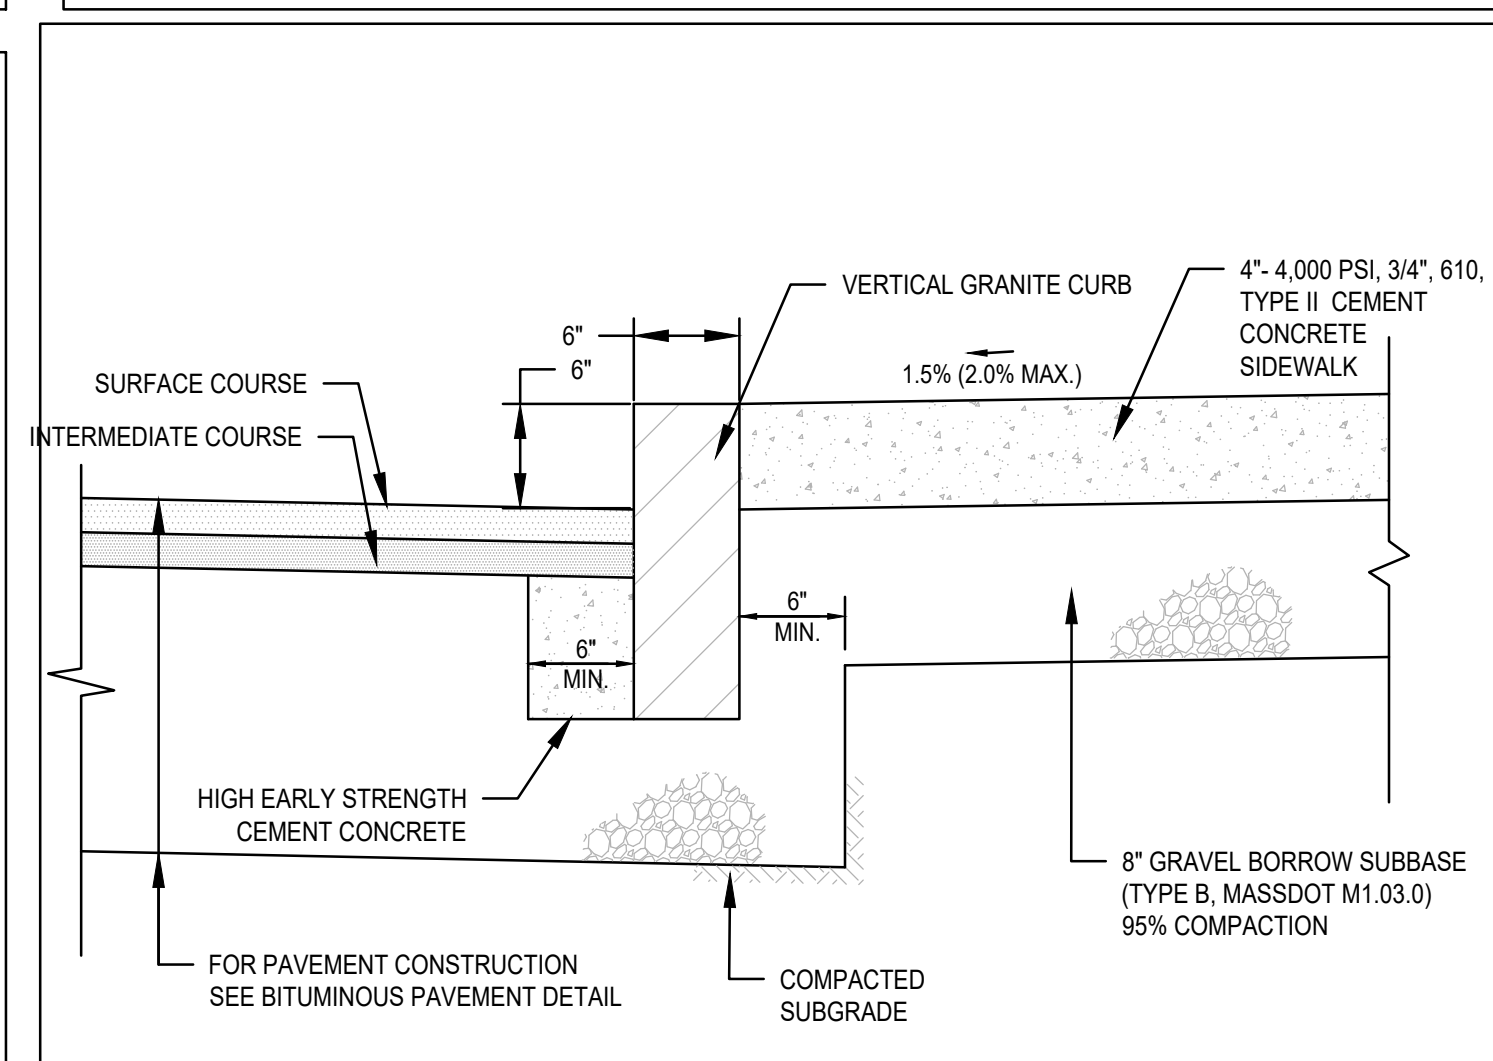 VERTICAL GRANITE CURB
4"- 4,000 PSI, 3/4", 610,
TYPE II CEMENT
CONCRETE
SIDEWALK
6"
6"
1.5% (2.0% MAX.)
SURFACE COURSE
INTERMEDIATE COURSE
6"
MIN.
6"
MIN.
HIGH EARLY STRENGTH
CEMENT CONCRETE
8" GRAVEL BORROW SUBBASE
(TYPE B, MASSDOT M1.03.0)
95% COMPACTION
FOR PAVEMENT CONSTRUCTION
SEE BITUMINOUS PAVEMENT DETAIL
COMPACTED
SUBGRADE